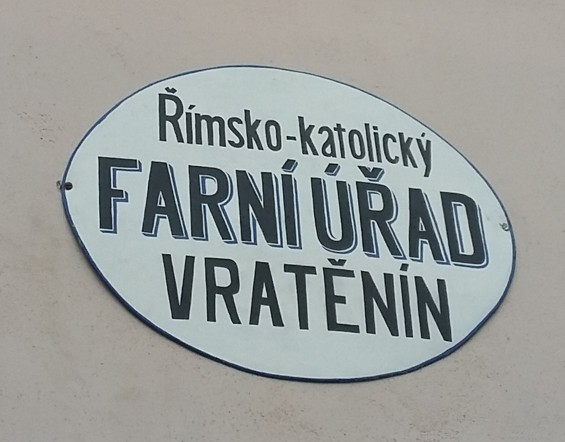 Římsko-katolický
FARNÍ ÚŘAD
VRATĚNÍN